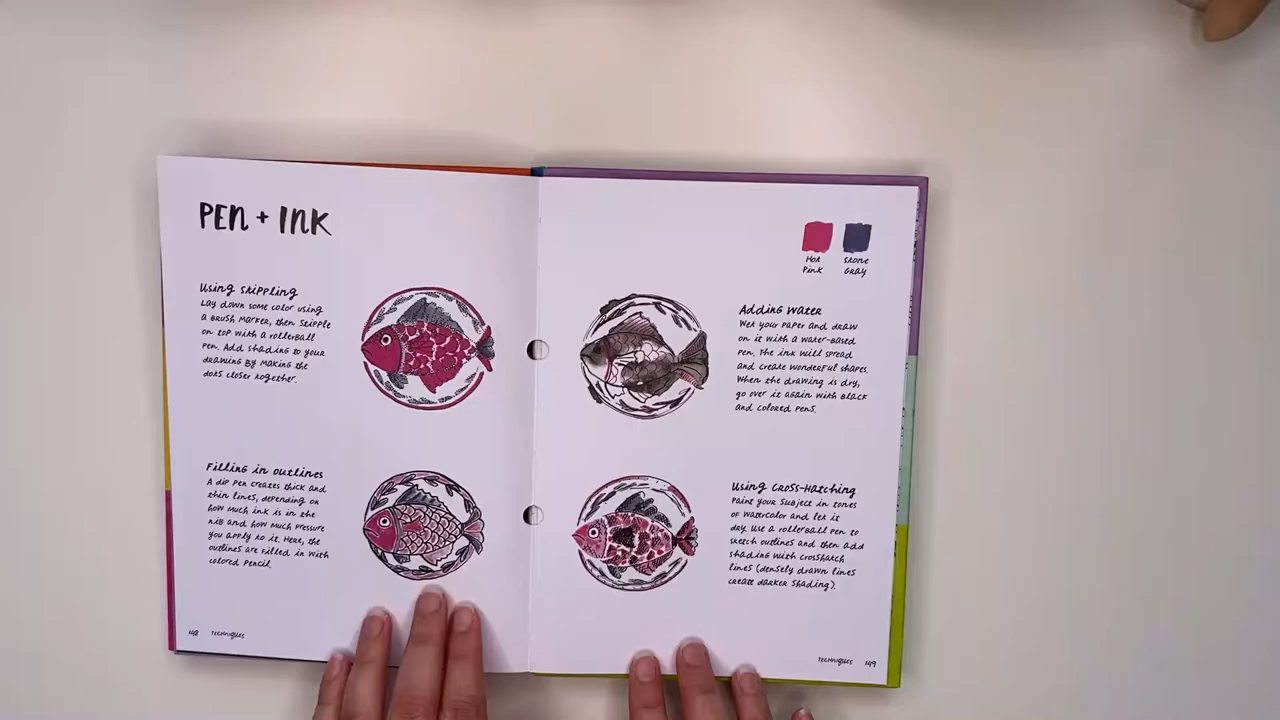 PEN + INK
Using stippling
Lay down some color using
a brush marker, then stipple
on top with a rollerball
pen. Add shading to your
drawing by making the
dots closer together.
Filling in outlines
A dip pen creates thick and
thin lines, depending on
how much ink is in the
nib and how much pressure
you apply to it. Here, the
outlines are filled in with
colored pencil.
148 TECHNIQUES
Hot
Pink
Stone
Gray
Adding water
Wet your paper and draw
on it with a water-based
pen. The ink will spread
and create wonderful shapes.
When the drawing is dry,
go over it again with black
and colored pens.
Using cross-hatching
Paint your subject in tones
of watercolor and let it
dry. Use a rollerball pen to
sketch outlines and then add
shading with crosshatch
lines (densely drawn lines
create darker shading).
TECHNIQUES 149